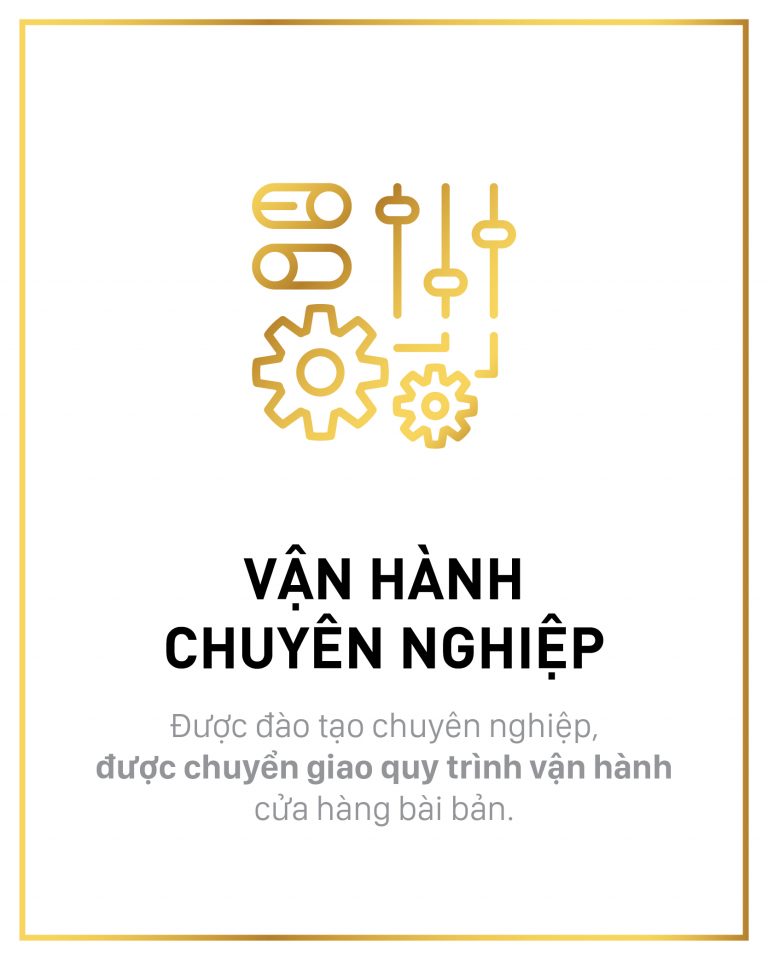 VẬN HÀNH
CHUYÊN NGHIỆP
Được đào tạo chuyên nghiệp,
được chuyển giao quy trình vận hành
cửa hàng bài bản.